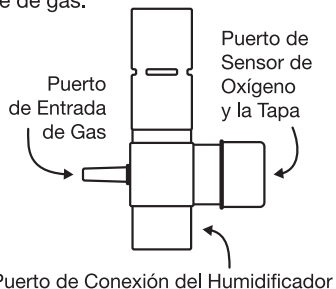 de gas.
Puerto
de Entrada
de Gas
Puerto de
Sensor de
Oxígeno
y la Tapa
Puerto de Conexión del Humidificador